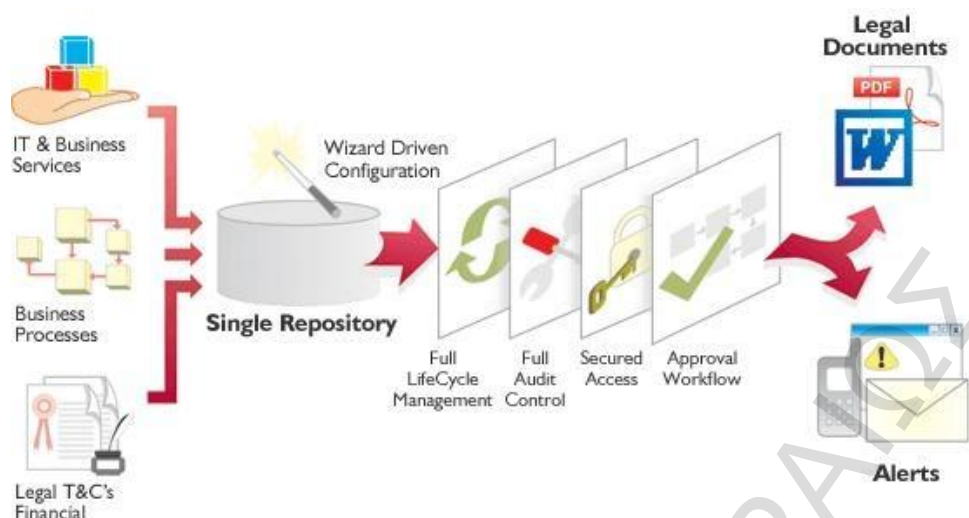 Legal
Documents
PDF
W
IT & Business
Services
Wizard Driven
Configuration
Business
Processes
Single Repository
Full
LifeCycle
Management
Full
Audit
Control
Secured
Access
Approval
Workflow
Alerts
Legal T&C's
Financial